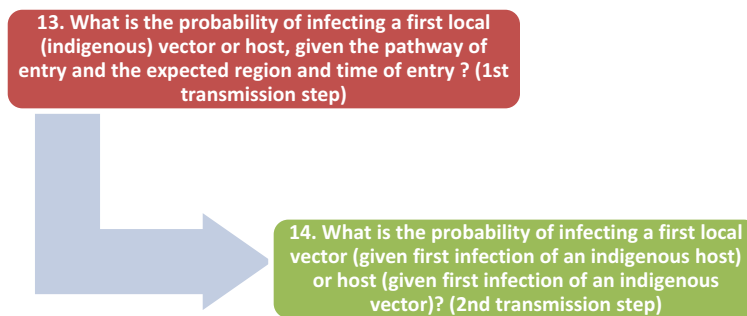 13. What is the probability of infecting a first local
(indigenous) vector or host, given the pathway of
entry and the expected region and time of entry ? (1st
transmission step)
14. What is the probability of infecting a first local
vector (given first infection of an indigenous host)
or host (given first infection of an indigenous
vector)? (2nd transmission step)